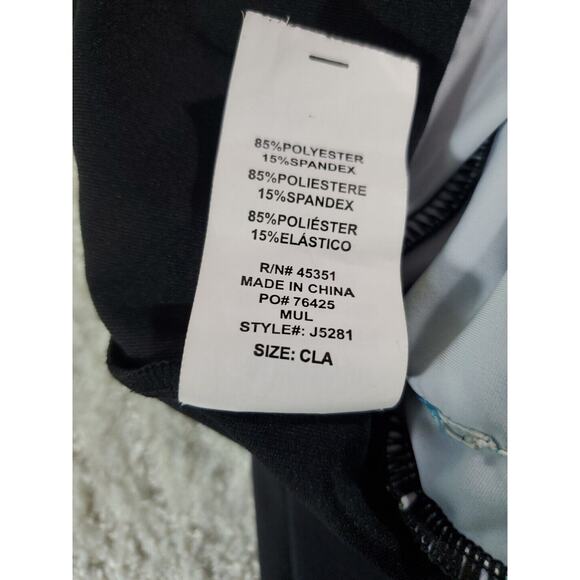 85%POLYESTER
15%SPANDEX
85%POLIESTERE
15%SPANDEX
85%POLIÉSTER
15%ELÁSTICO
R/N# 45351
MADE IN CHINA
PO# 76425
MUL
STYLE#: J5281
SIZE: CLA